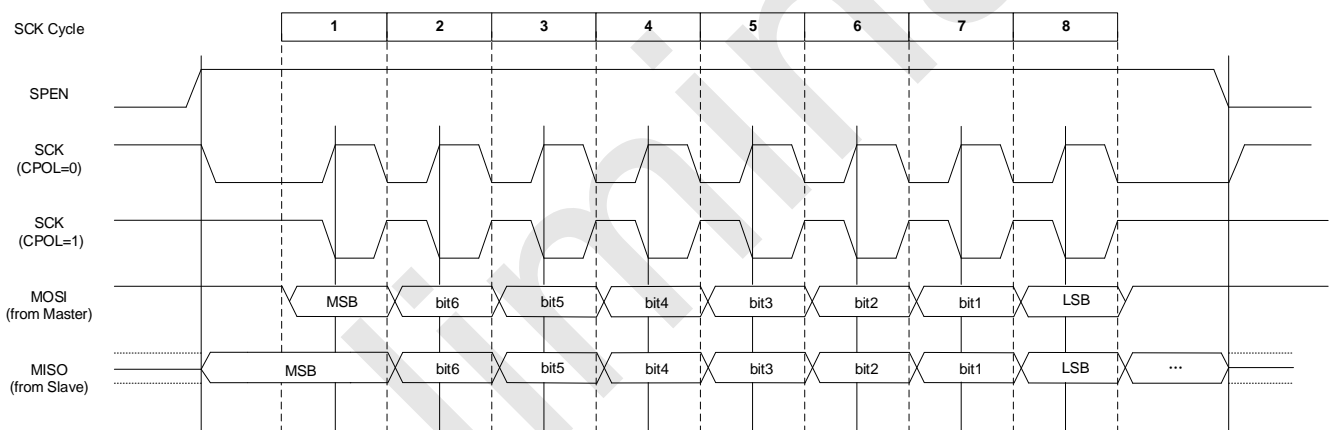 SCK Cycle 1 2 3 4 5 6 7 8
SPEN
SCK
(CPOL=0)
SCK
(CPOL=1)
MOSI
(from Master)
MSB bit6 bit5 bit4 bit3 bit2 bit1 LSB
MISO
(from Slave)
MSB bit6 bit5 bit4 bit3 bit2 bit1 LSB ...